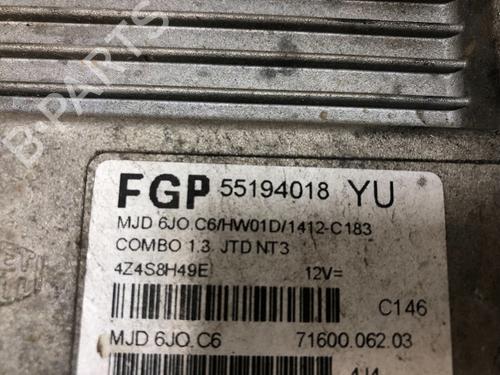 B-PARTS
FGP 55194018 YU
MJD 6JO.C6/HW01D/1412-C183
COMBO 1.3 JTD NT3
4Z4S8H49E 12V=
C146
MJD 6JO.C6 71600.062.03